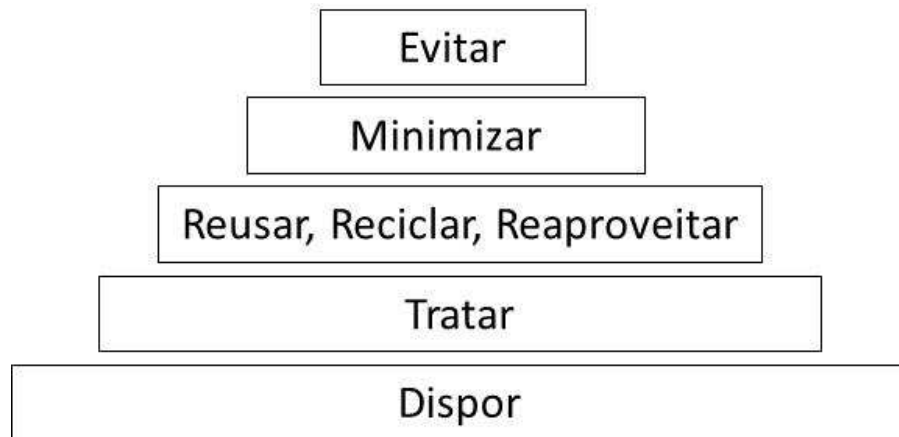 Evitar
Minimizar
Reusar, Reciclar, Reaproveitar
Tratar
Dispor